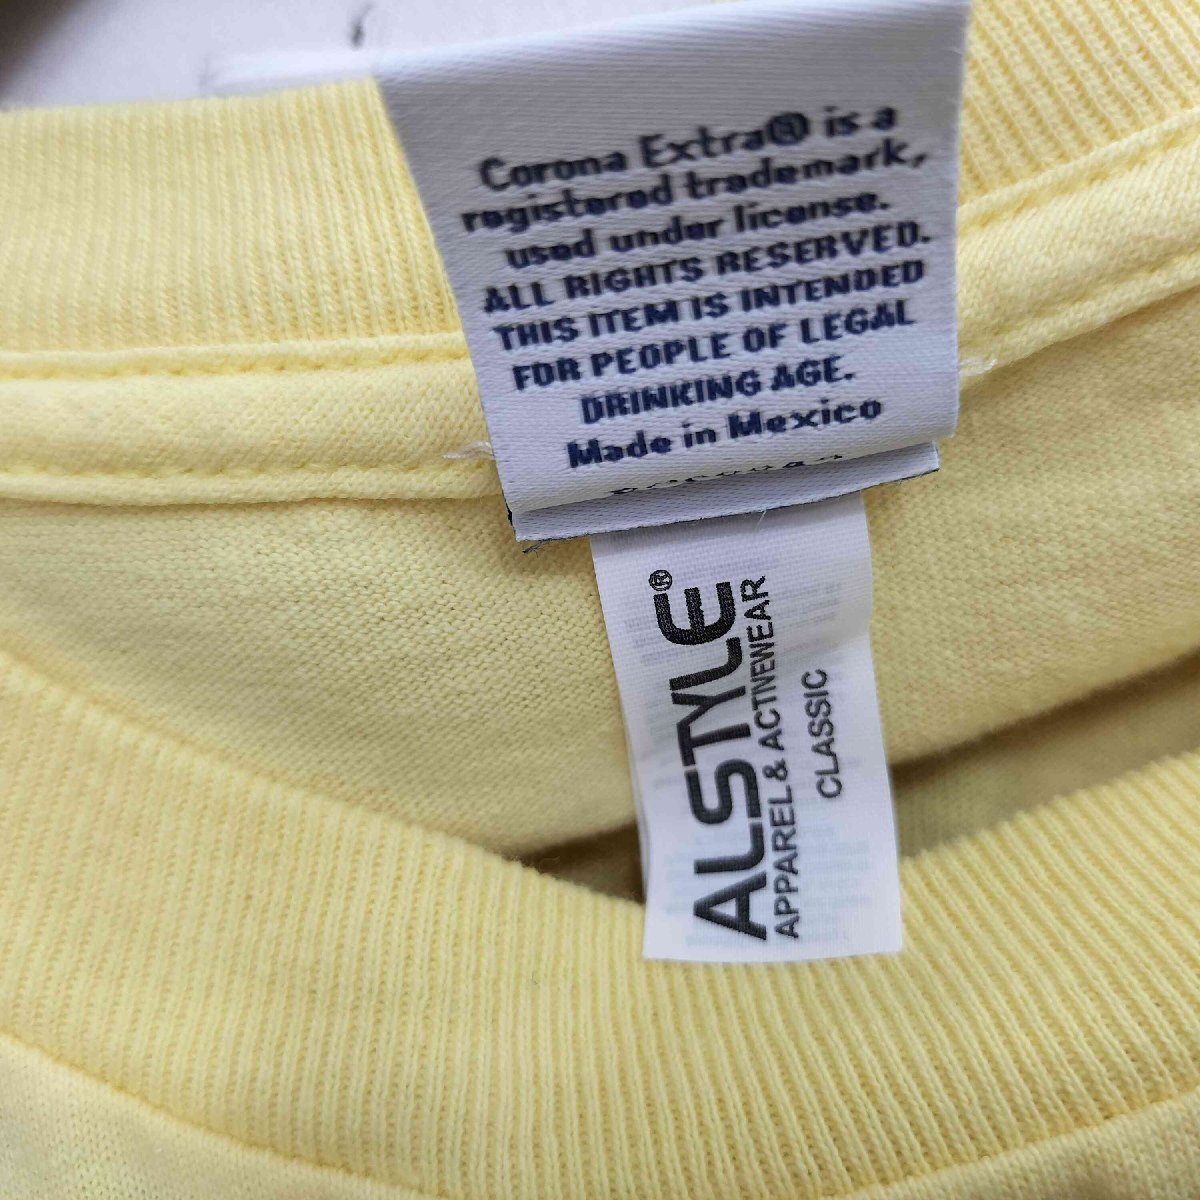 Corona Extra® is a
registered trademark,
used under license.
ALL RIGHTS RESERVED.
THIS ITEM IS INTENDED
FOR PEOPLE OF LEGAL
DRINKING AGE.
Made in Mexico
ALSTYLE®
APPAREL & ACTIVEWEAR
CLASSIC